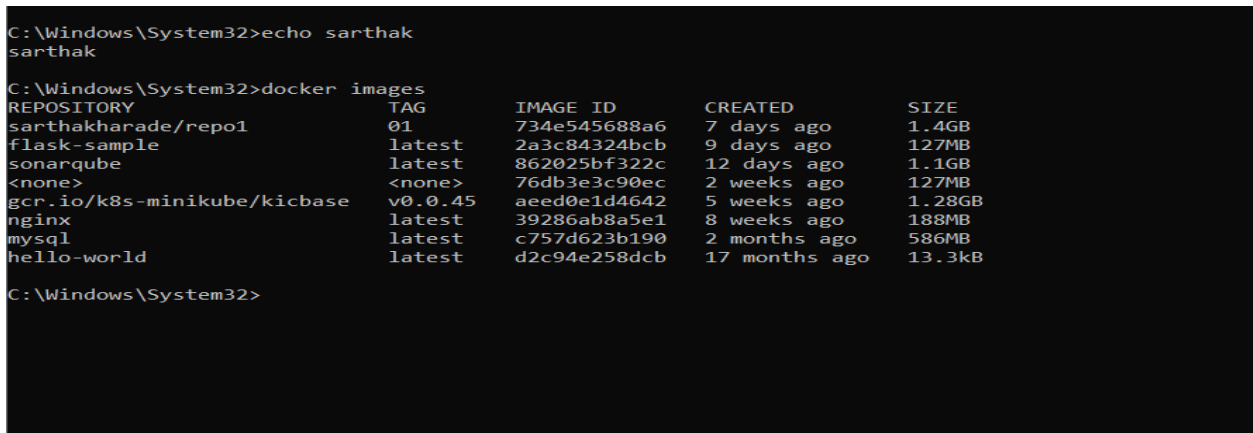 C:\Windows\System32>echo sarthak
sarthak
C:\Windows\System32>docker images
REPOSITORY TAG IMAGE ID CREATED SIZE
sarthakharade/repo1 01 734e545688a6 7 days ago 1.4GB
flask-sample latest 2a3c84324bcb 9 days ago 127MB
sonarqube latest 862025bf322c 12 days ago 1.1GB
<none> <none> 76db3e3c90ec 2 weeks ago 127MB
gcr.io/k8s-minikube/kicbase v0.0.45 aeed0e1d4642 5 weeks ago 1.28GB
nginx latest 39286ab8a5e1 8 weeks ago 188MB
mysql latest c757d623b190 2 months ago 586MB
hello-world latest d2c94e258dcb 17 months ago 13.3kB
C:\Windows\System32>